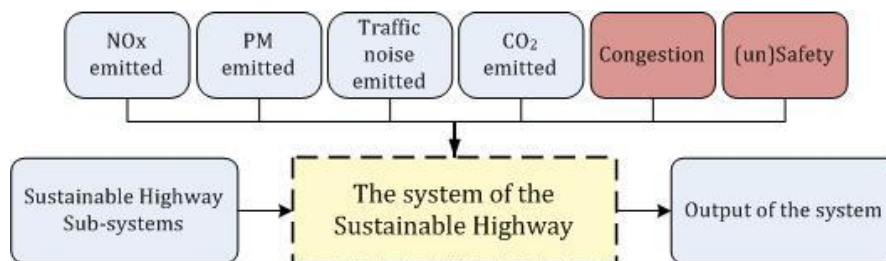 NOx
emitted
PM
emitted
Traffic
noise
emitted
CO₂
emitted
Congestion
(un)Safety
Sustainable Highway
Sub-systems
The system of the
Sustainable Highway
Output of the system